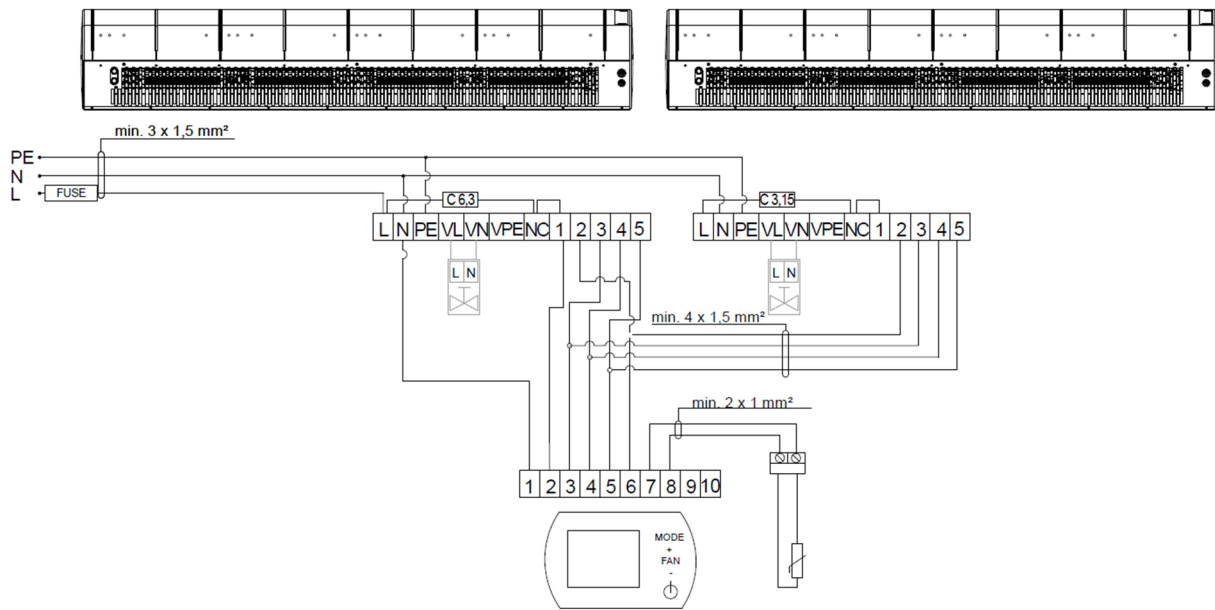 min. 3 x 1,5 mm²
PE
N
L FUSE
C 6,3 C 3,15
L N PE VL VN VPE NC 1 2 3 4 5 L N PE VL VN VPE NC 1 2 3 4 5
L N L N
min. 4 x 1,5 mm²
min. 2 x 1 mm²
1 2 3 4 5 6 7 8 9 10
MODE
+
FAN
-